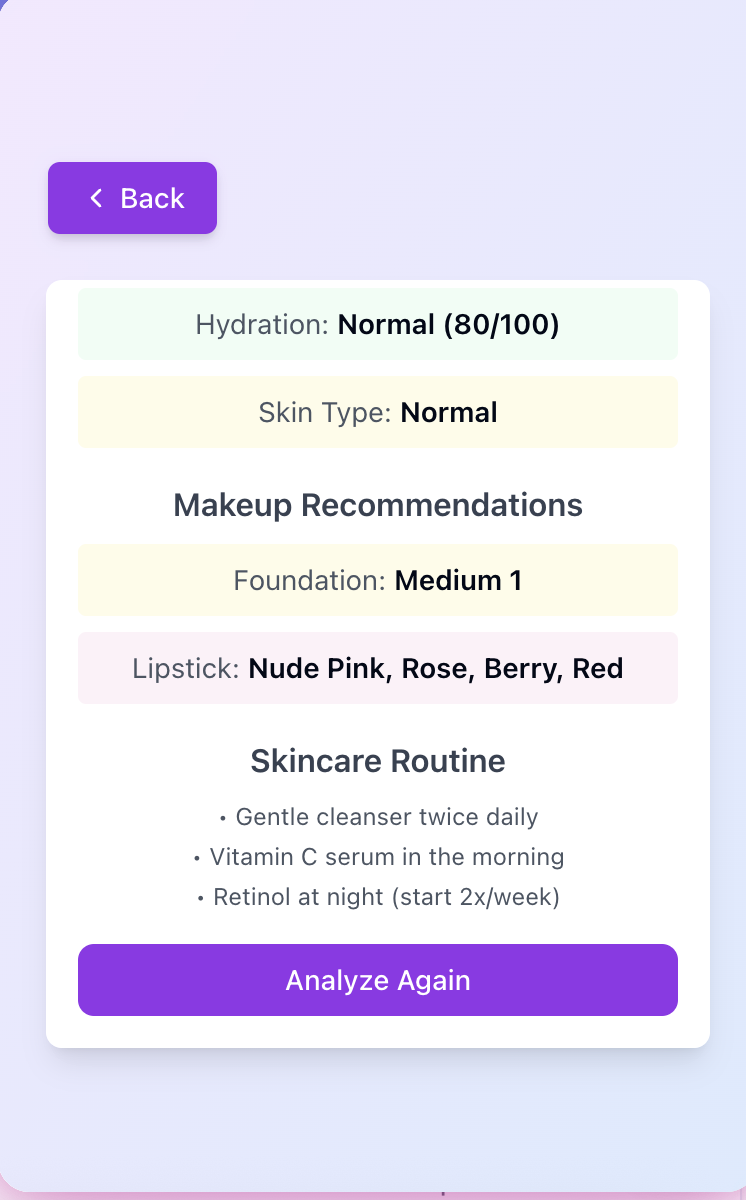 Back
Hydration: Normal (80/100)
Skin Type: Normal
Makeup Recommendations
Foundation: Medium 1
Lipstick: Nude Pink, Rose, Berry, Red
Skincare Routine
• Gentle cleanser twice daily
• Vitamin C serum in the morning
• Retinol at night (start 2x/week)
Analyze Again